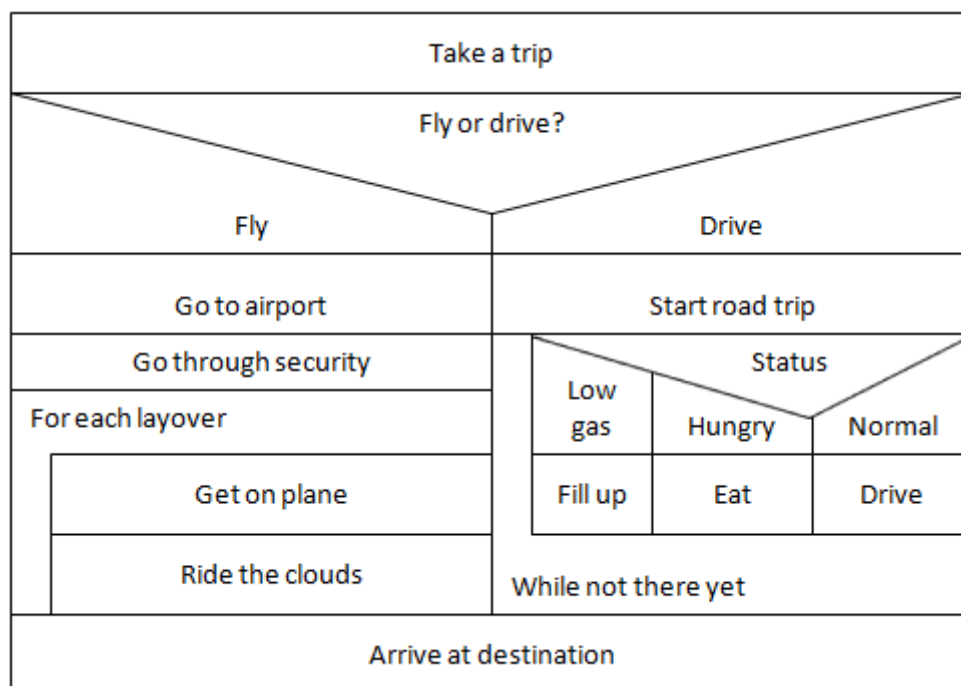 Take a trip
Fly or drive?
Fly
Drive
Go to airport
Start road trip
Go through security
Status
For each layover
Low
gas
Hungry
Normal
Get on plane
Fill up
Eat
Drive
Ride the clouds
While not there yet
Arrive at destination